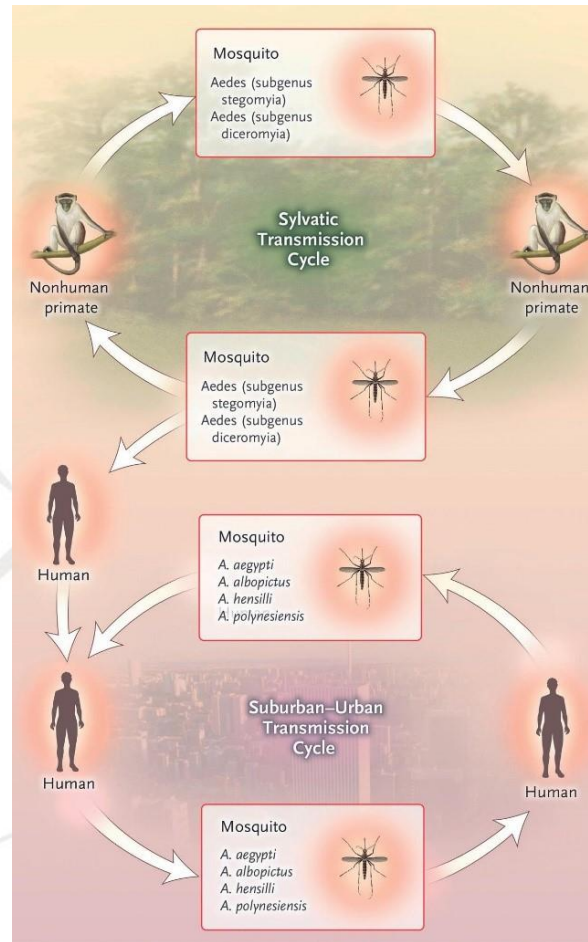 Mosquito
Aedes (subgenus
stegomyia)
Aedes (subgenus
diceromyia)
Sylvatic
Transmission
Cycle
Nonhuman
primate
Nonhuman
primate
Mosquito
Aedes (subgenus
stegomyia)
Aedes (subgenus
diceromyia)
Human
Mosquito
A. aegypti
A. albopictus
A. hensilli
A. polynesiensis
Suburban–Urban
Transmission
Cycle
Human
Human
Mosquito
A. aegypti
A. albopictus
A. hensilli
A. polynesiensis